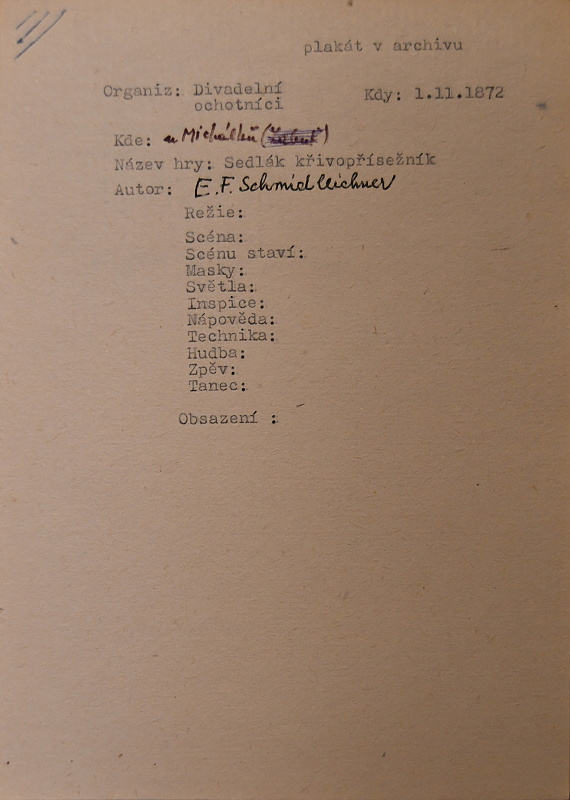 plakát v archivu
Organiz: Divadelní Kdy: 1.11.1872
ochotníci
Kde: u Michálků (
Název hry: Sedlák křivopřísežník
Autor: E.F. Schmidleichner
Režie:
Scéna:
Scénu staví:
Masky:
Světla:
Inspice:
Nápověda:
Technika:
Hudba:
Zpěv:
Tanec:
Obsazení :